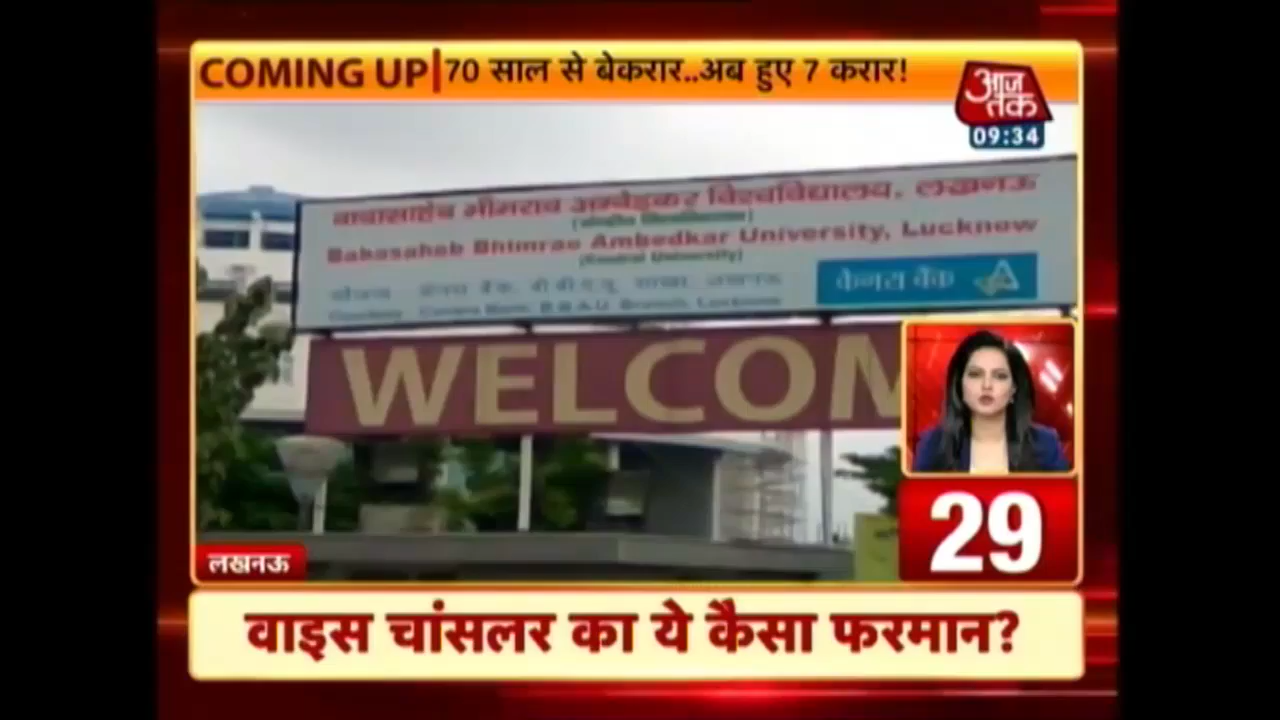 COMING UP 70 साल से बेकरार..अब हुए 7 करार!
आज
तक
09:34
बाबासाहेब भीमराव अम्बेडकर विश्वविद्यालय, लखनऊ
Babasaheb Bhimrao Ambedkar University, Lucknow
(Central University)
केनरा बैंक
WELCOM
29
लखनऊ
वाइस चांसलर का ये कैसा फरमान?